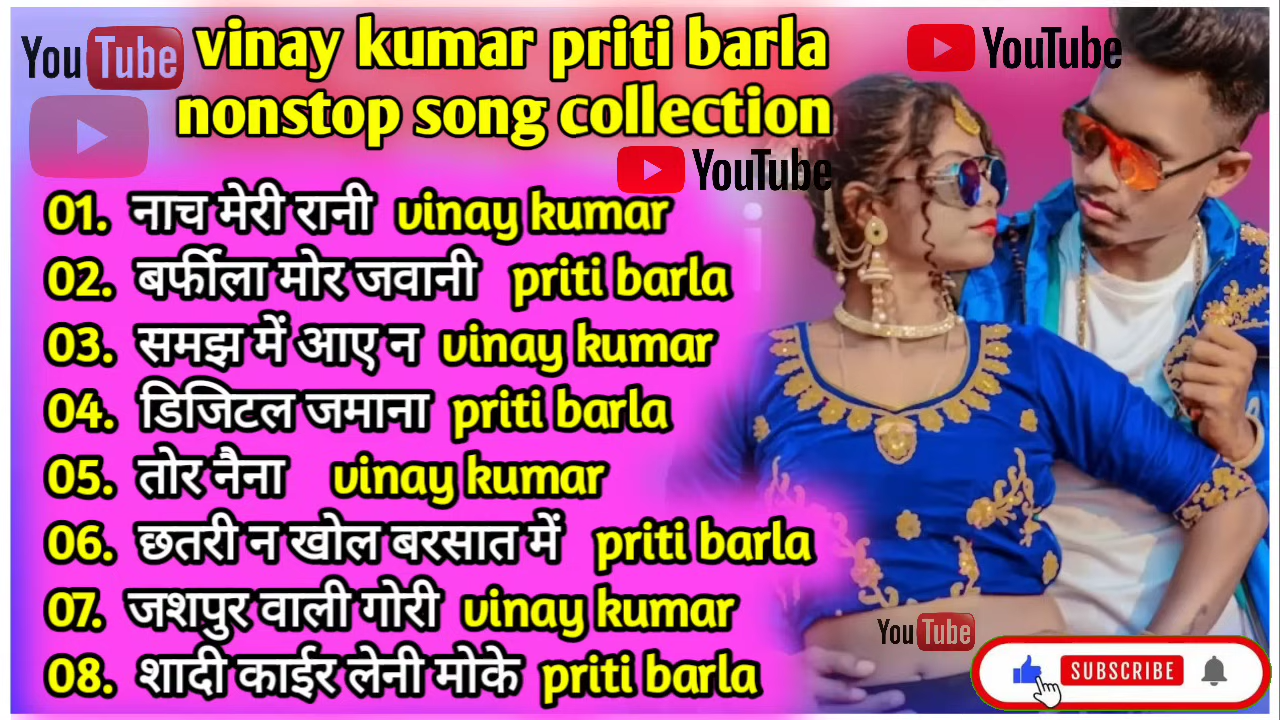 YouTube
vinay kumar priti barla
YouTube
nonstop song collection
YouTube
01. नाच मेरी रानी vinay kumar
02. बर्फीला मोर जवानी priti barla
03. समझ में आए न vinay kumar
04. डिजिटल जमाना priti barla
05. तोर नैना vinay kumar
06. छतरी न खोल बरसात में priti barla
07. जशपुर वाली गोरी vinay kumar
08. शादी काईर लेनी मोके priti barla
YouTube
SUBSCRIBE